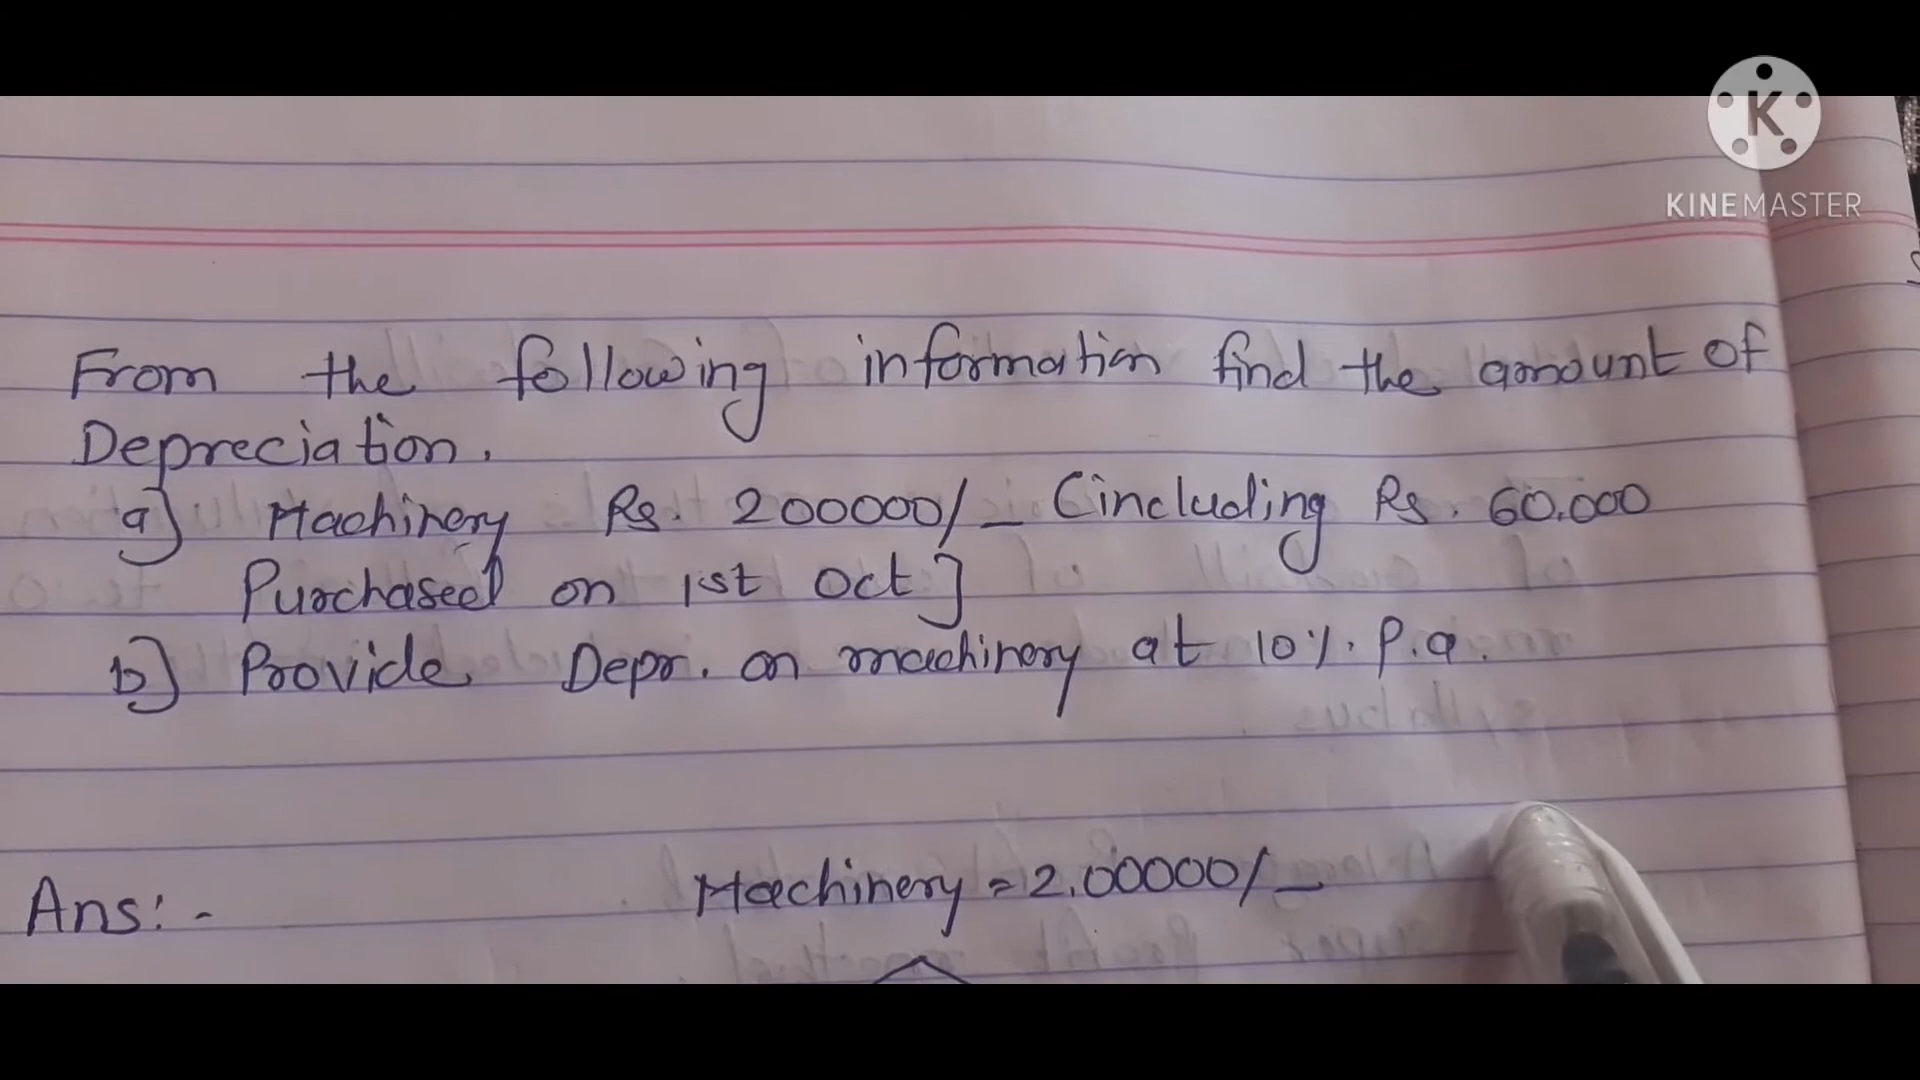 K
KINEMASTER
From the following information find the amount of
Depreciation.
a] Machinery Rs. 200000/- (including Rs. 60.000
Purchased on 1st Oct]
b] Provide Depr. on machinery at 10%. P.a.
Ans:- Machinery = 2.00000/-